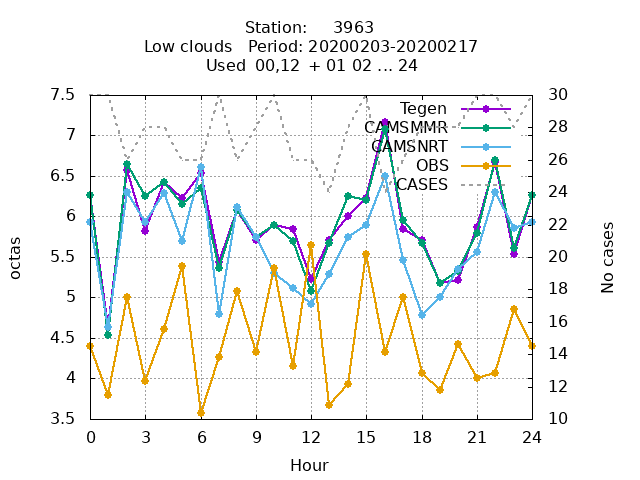 Station: 3963
Low clouds Period: 20200203-20200217
Used 00,12 + 01 02 ... 24
7.5
7
6.5
6
5.5
5
4.5
4
3.5
30
28
26
24
22
20
18
16
14
12
10
Tegen
CAMSMMR
CAMSNRT
OBS
CASES
octas
No cases
0 3 6 9 12 15 18 21 24
Hour